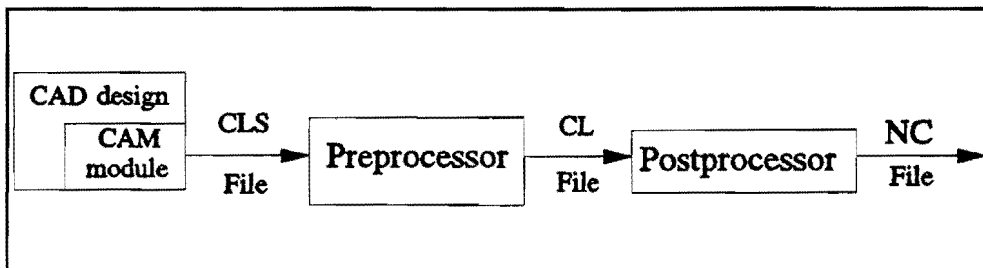 CAD design
CAM
module
CLS
File
Preprocessor
CL
File
Postprocessor
NC
File